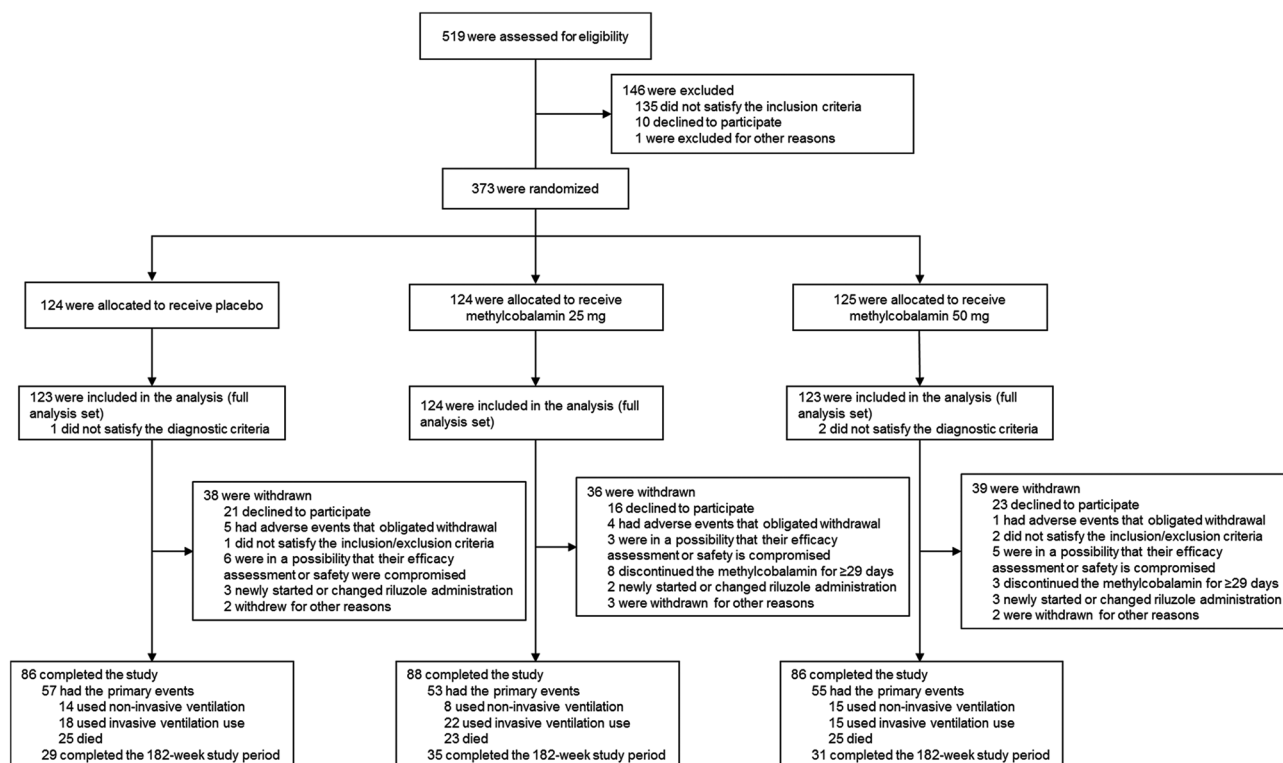 519 were assessed for eligibility
146 were excluded
135 did not satisfy the inclusion criteria
10 declined to participate
1 were excluded for other reasons
373 were randomized
124 were allocated to receive placebo
124 were allocated to receive
methylcobalamin 25 mg
125 were allocated to receive
methylcobalamin 50 mg
123 were included in the analysis (full
analysis set)
1 did not satisfy the diagnostic criteria
124 were included in the analysis (full
analysis set)
123 were included in the analysis (full
analysis set)
2 did not satisfy the diagnostic criteria
38 were withdrawn
21 declined to participate
5 had adverse events that obligated withdrawal
1 did not satisfy the inclusion/exclusion criteria
6 were in a possibility that their efficacy
assessment or safety were compromised
3 newly started or changed riluzole administration
2 withdrew for other reasons
36 were withdrawn
16 declined to participate
4 had adverse events that obligated withdrawal
3 were in a possibility that their efficacy
assessment or safety is compromised
8 discontinued the methylcobalamin for ≥29 days
2 newly started or changed riluzole administration
3 were withdrawn for other reasons
39 were withdrawn
23 declined to participate
1 had adverse events that obligated withdrawal
2 did not satisfy the inclusion/exclusion criteria
5 were in a possibility that their efficacy
assessment or safety is compromised
3 discontinued the methylcobalamin for ≥29 days
3 newly started or changed riluzole administration
2 were withdrawn for other reasons
86 completed the study
57 had the primary events
14 used non-invasive ventilation
18 used invasive ventilation use
25 died
29 completed the 182-week study period
88 completed the study
53 had the primary events
8 used non-invasive ventilation
22 used invasive ventilation use
23 died
35 completed the 182-week study period
86 completed the study
55 had the primary events
15 used non-invasive ventilation
15 used invasive ventilation use
25 died
31 completed the 182-week study period